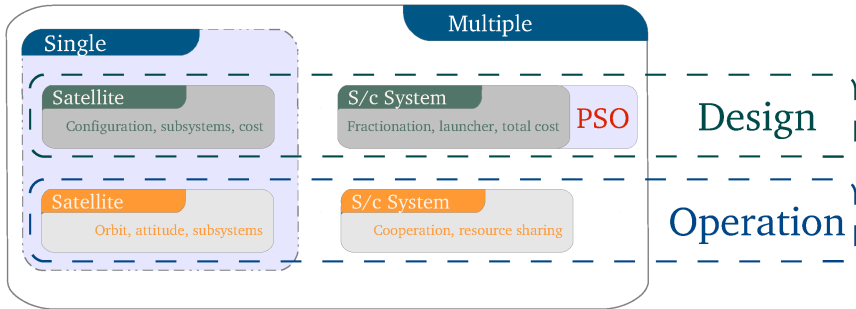 Multiple
Single
Satellite
Configuration, subsystems, cost
S/c System
Fractionation, launcher, total cost
PSO
Design
Satellite
Orbit, attitude, subsystems
S/c System
Cooperation, resource sharing
Operation